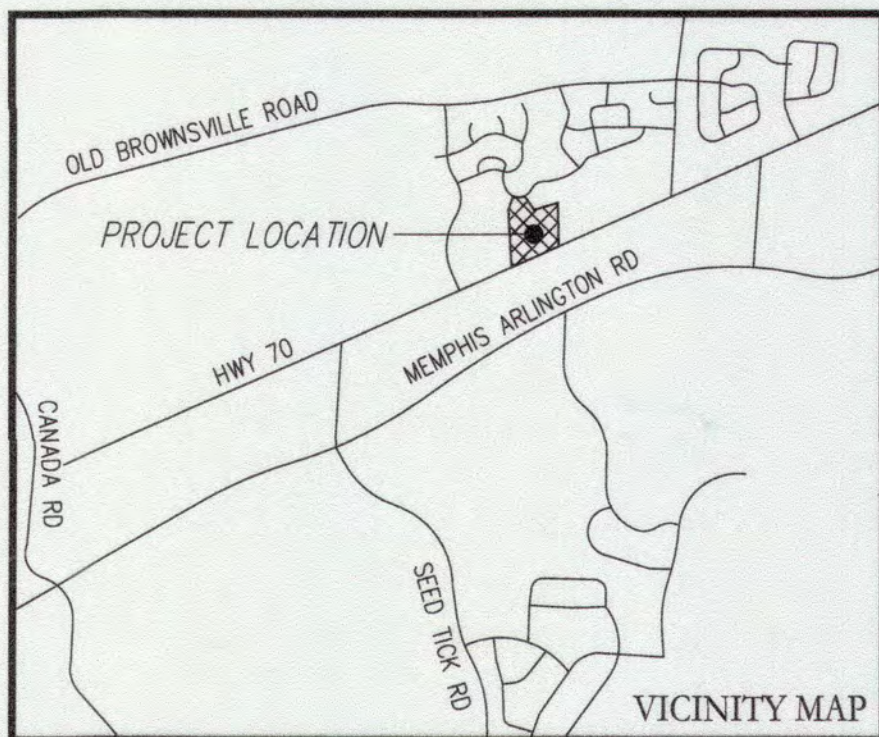 OLD BROWNSVILLE ROAD
PROJECT LOCATION
MEMPHIS ARLINGTON RD
HWY 70
CANADA RD
SEED TICK RD
VICINITY MAP